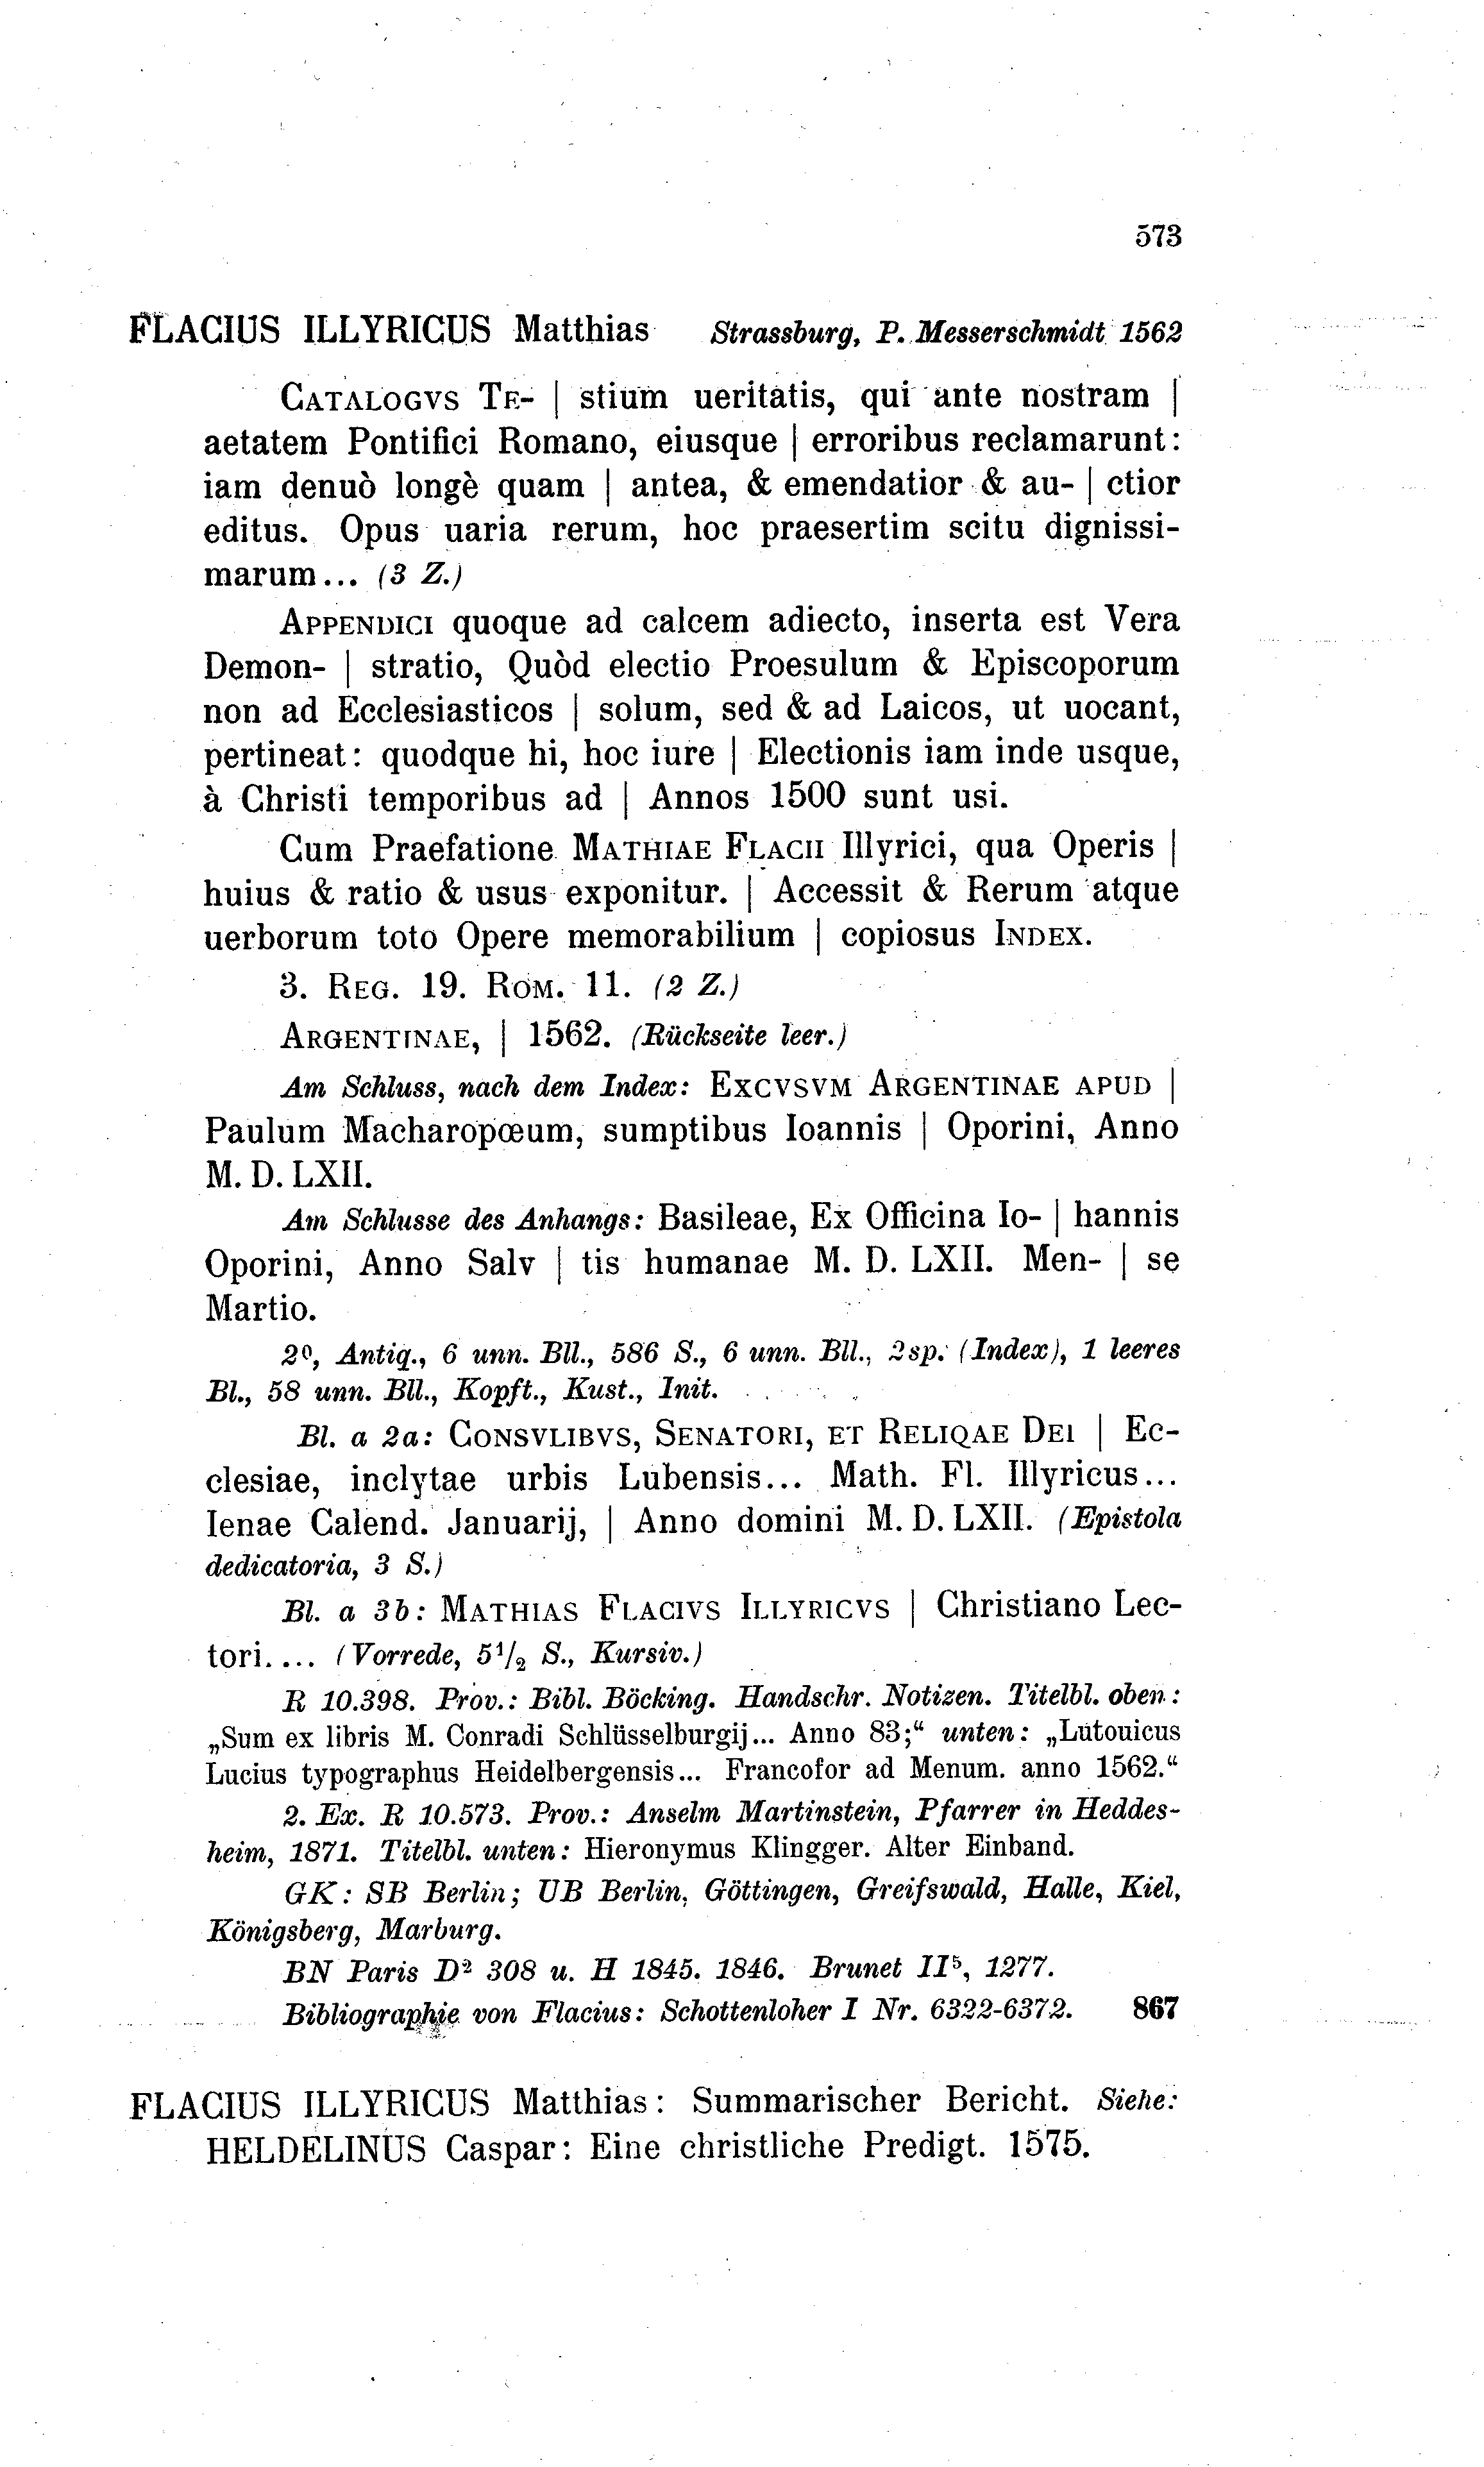 573
FLACIUS ILLYRICUS Matthias Strassburg, P. Messerschmidt 1562
CATALOGVS TE- | stium ueritatis, qui ante nostram |
aetatem Pontifici Romano, eiusque | erroribus reclamarunt:
iam denuò longè quam | antea, & emendatior & au- | ctior
editus. Opus uaria rerum, hoc praesertim scitu dignissi-
marum... (3 Z.)
APPENDICI quoque ad calcem adiecto, inserta est Vera
Demon- | stratio, Quòd electio Proesulum & Episcoporum
non ad Ecclesiasticos | solum, sed & ad Laicos, ut uocant,
pertineat: quodque hi, hoc iure | Electionis iam inde usque,
à Christi temporibus ad | Annos 1500 sunt usi.
Cum Praefatione MATHIAE FLACII Illyrici, qua Operis |
huius & ratio & usus exponitur. | Accessit & Rerum atque
uerborum toto Opere memorabilium | copiosus INDEX.
3. REG. 19. ROM. 11. (2 Z.)
ARGENTINAE, | 1562. (Rückseite leer.)
Am Schluss, nach dem Index: EXCVSVM ARGENTINAE APUD |
Paulum Macharopœum, sumptibus Ioannis | Oporini, Anno
M. D. LXII.
Am Schlusse des Anhangs: Basileae, Ex Officina Io- | hannis
Oporini, Anno Salv | tis humanae M. D. LXII. Men- | se
Martio.
2⁰, Antiq., 6 unn. Bll., 586 S., 6 unn. Bll., 2sp. (Index), 1 leeres
Bl., 58 unn. Bll., Kopft., Kust., Init.
Bl. a 2a: CONSVLIBVS, SENATORI, ET RELIQAE DEI | Ec-
clesiae, inclytae urbis Lubensis... Math. Fl. Illyricus...
Ienae Calend. Januarij, | Anno domini M. D. LXII. (Epistola
dedicatoria, 3 S.)
Bl. a 3b: MATHIAS FLACIVS ILLYRICVS | Christiano Lec-
tori.... (Vorrede, 5¹/₂ S., Kursiv.)
R 10.398. Prov.: Bibl. Böcking. Handschr. Notizen. Titelbl. oben:
„Sum ex libris M. Conradi Schlüsselburgij... Anno 83;“ unten: „Lutouicus
Lucius typographus Heidelbergensis... Francofor ad Menum. anno 1562.“
2. Ex. R 10.573. Prov.: Anselm Martinstein, Pfarrer in Heddes-
heim, 1871. Titelbl. unten: Hieronymus Klingger. Alter Einband.
GK: SB Berlin; UB Berlin, Göttingen, Greifswald, Halle, Kiel,
Königsberg, Marburg.
BN Paris D² 308 u. H 1845. 1846. Brunet II⁵, 1277.
Bibliographie von Flacius: Schottenloher I Nr. 6322-6372. 867
FLACIUS ILLYRICUS Matthias: Summarischer Bericht. Siehe:
HELDELINUS Caspar: Eine christliche Predigt. 1575.